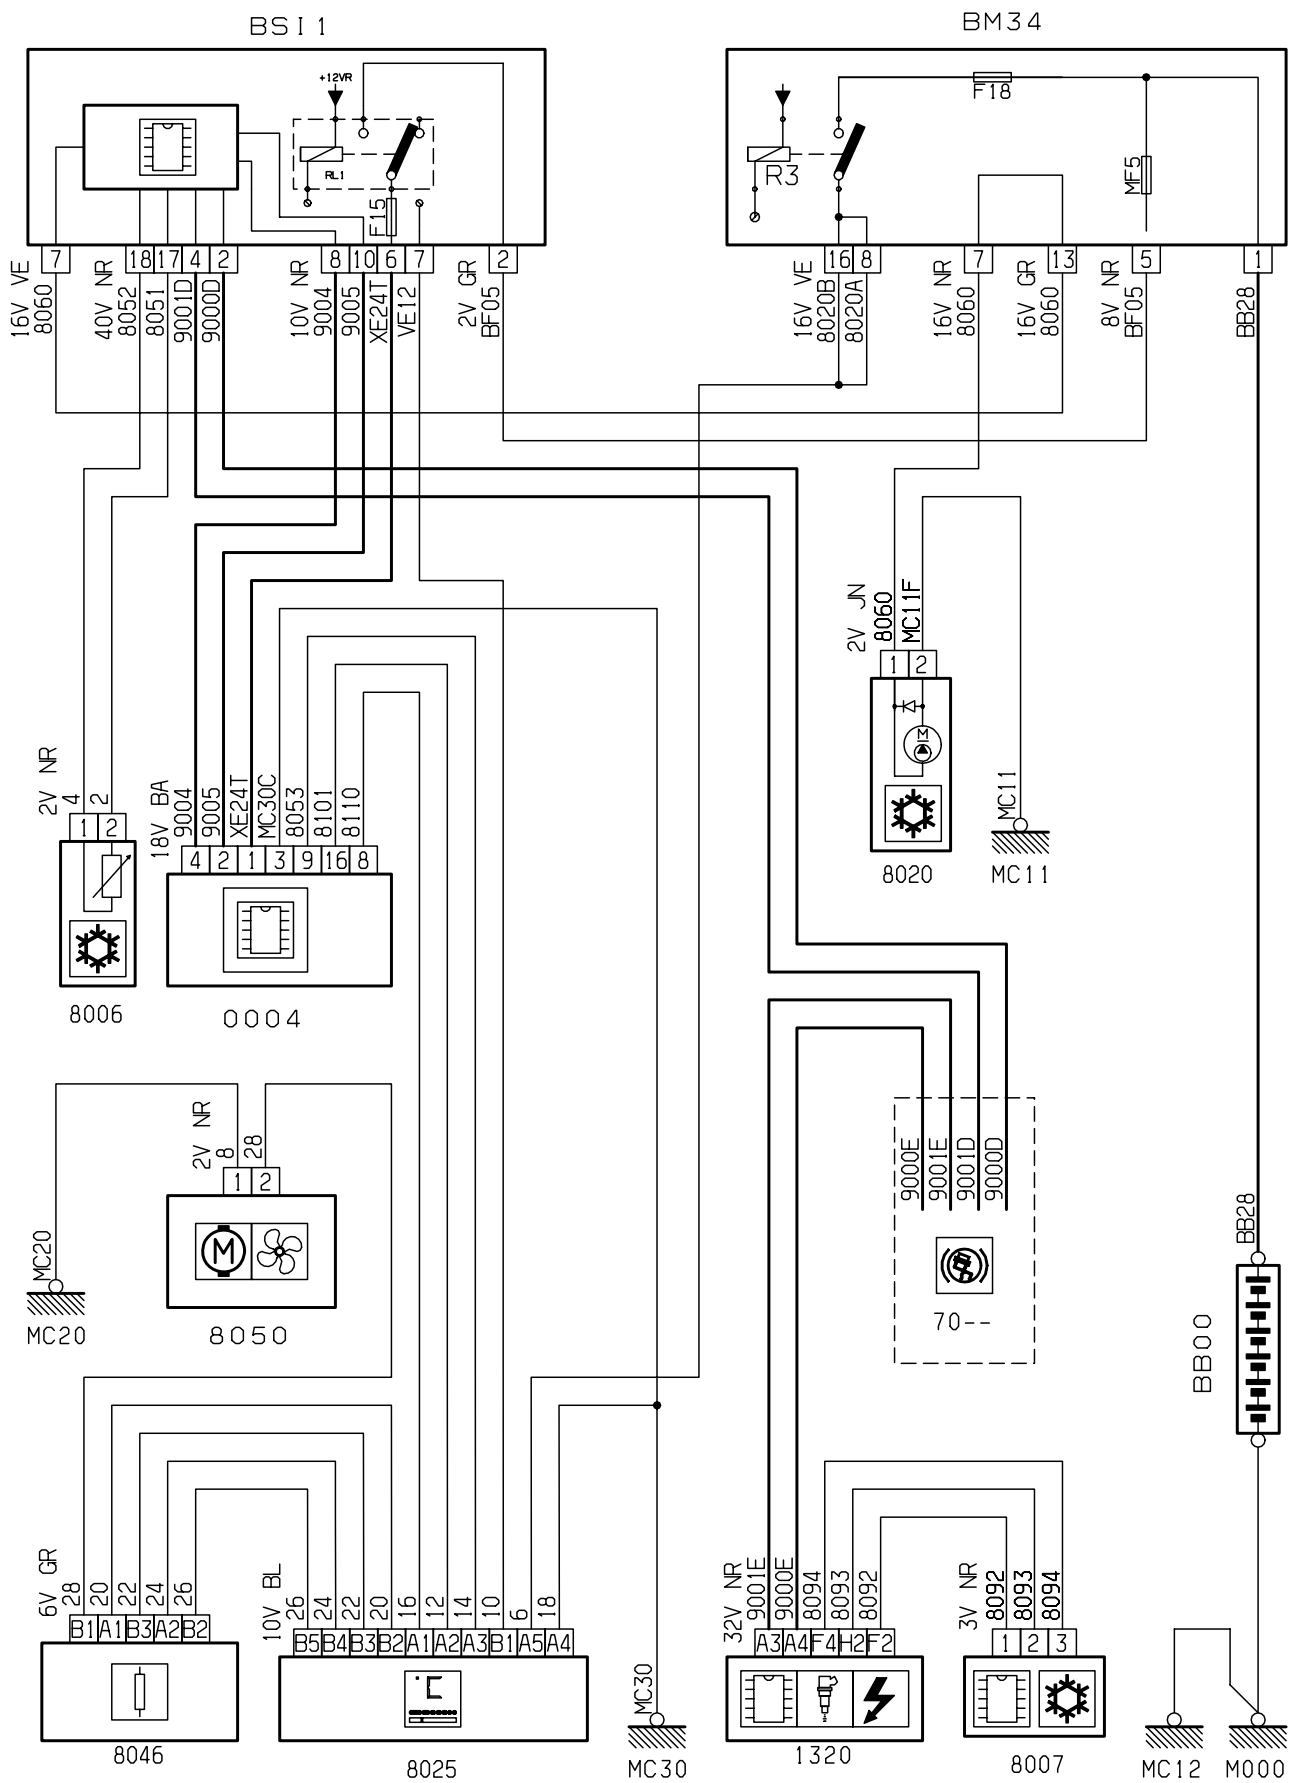 BSI1
BM34
+12VR
RL1
F15
F18
R3
MF5
7
18
17
4
2
8
10
6
7
2
16
8
7
13
5
1
16V VE
8060
40V NR
8052
8051
9001D
9000D
10V NR
9004
9005
XE24T
VE12
2V GR
BF05
16V VE
8020B
8020A
16V NR
8060
16V GR
8060
8V NR
BF05
BB28
2V JN
8060
MC11F
1
2
M
8020
MC11
MC11
2V NR
4
2
1
2
8006
18V BA
9004
9005
XE24T
MC30C
8053
8101
8110
4
2
1
3
9
16
8
0004
2V NR
8
28
1
2
M
8050
MC20
MC20
9000E
9001E
9001D
9000D
70--
BB28
BB00
6V GR
28
20
22
24
26
B1
A1
B3
A2
B2
8046
10V BL
26
24
22
20
16
12
14
10
6
18
B5
B4
B3
B2
A1
A2
A3
B1
A5
A4
°C
8025
MC30
MC30
32V NR
9001E
9000E
8094
8093
8092
A3
A4
F4
H2
F2
1320
3V NR
8092
8093
8094
1
2
3
8007
MC12
M000